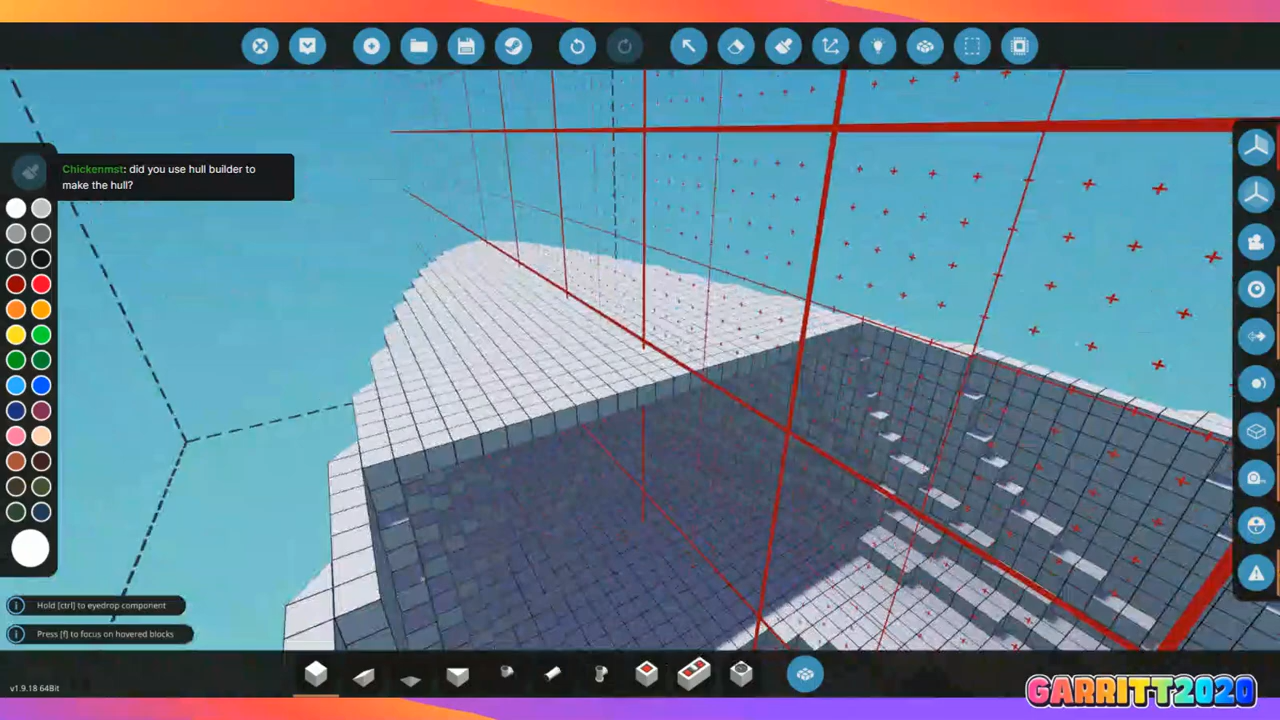 Chickenmst: did you use hull builder to
make the hull?
Hold [ctrl] to eyedrop component
Press [f] to focus on hovered blocks
v1.9.18 64Bit
GARRITT2020